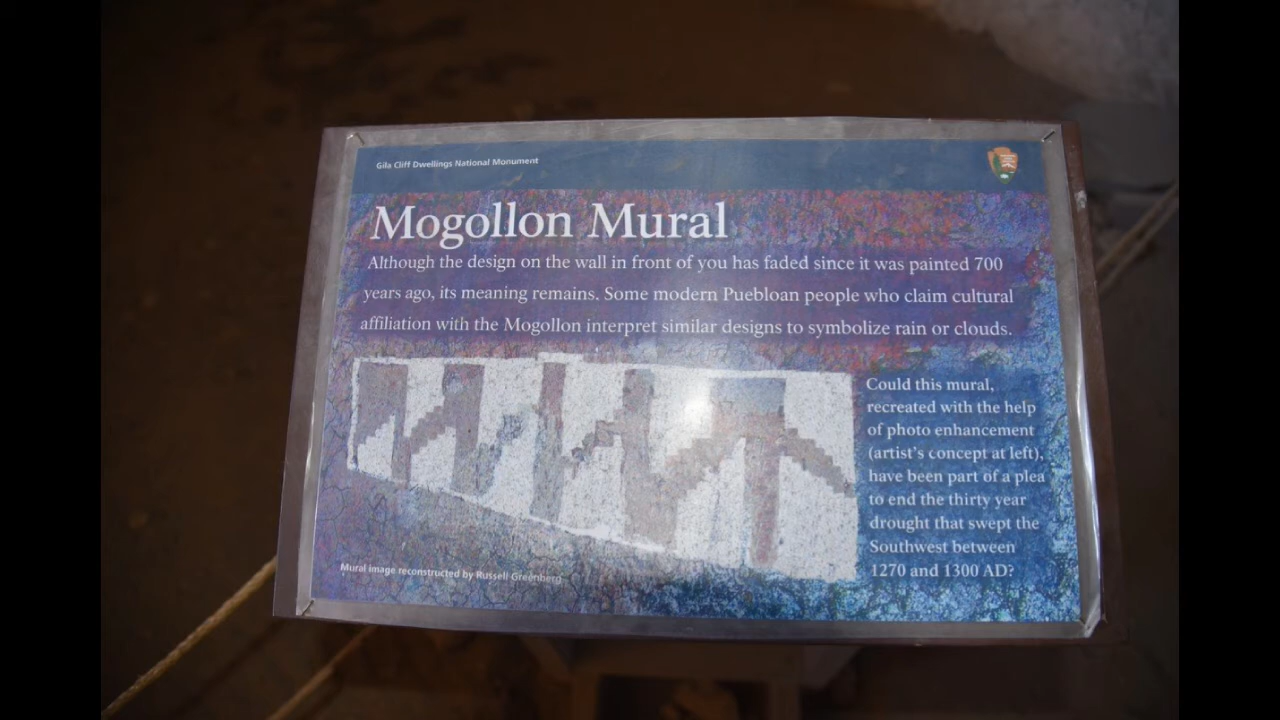 Gila Cliff Dwellings National Monument
Mogollon Mural
Although the design on the wall in front of you has faded since it was painted 700
years ago, its meaning remains. Some modern Puebloan people who claim cultural
affiliation with the Mogollon interpret similar designs to symbolize rain or clouds.
Could this mural,
recreated with the help
of photo enhancement
(artist's concept at left),
have been part of a plea
to end the thirty year
drought that swept the
Southwest between
1270 and 1300 AD?
Mural image reconstructed by Russell Greenberg